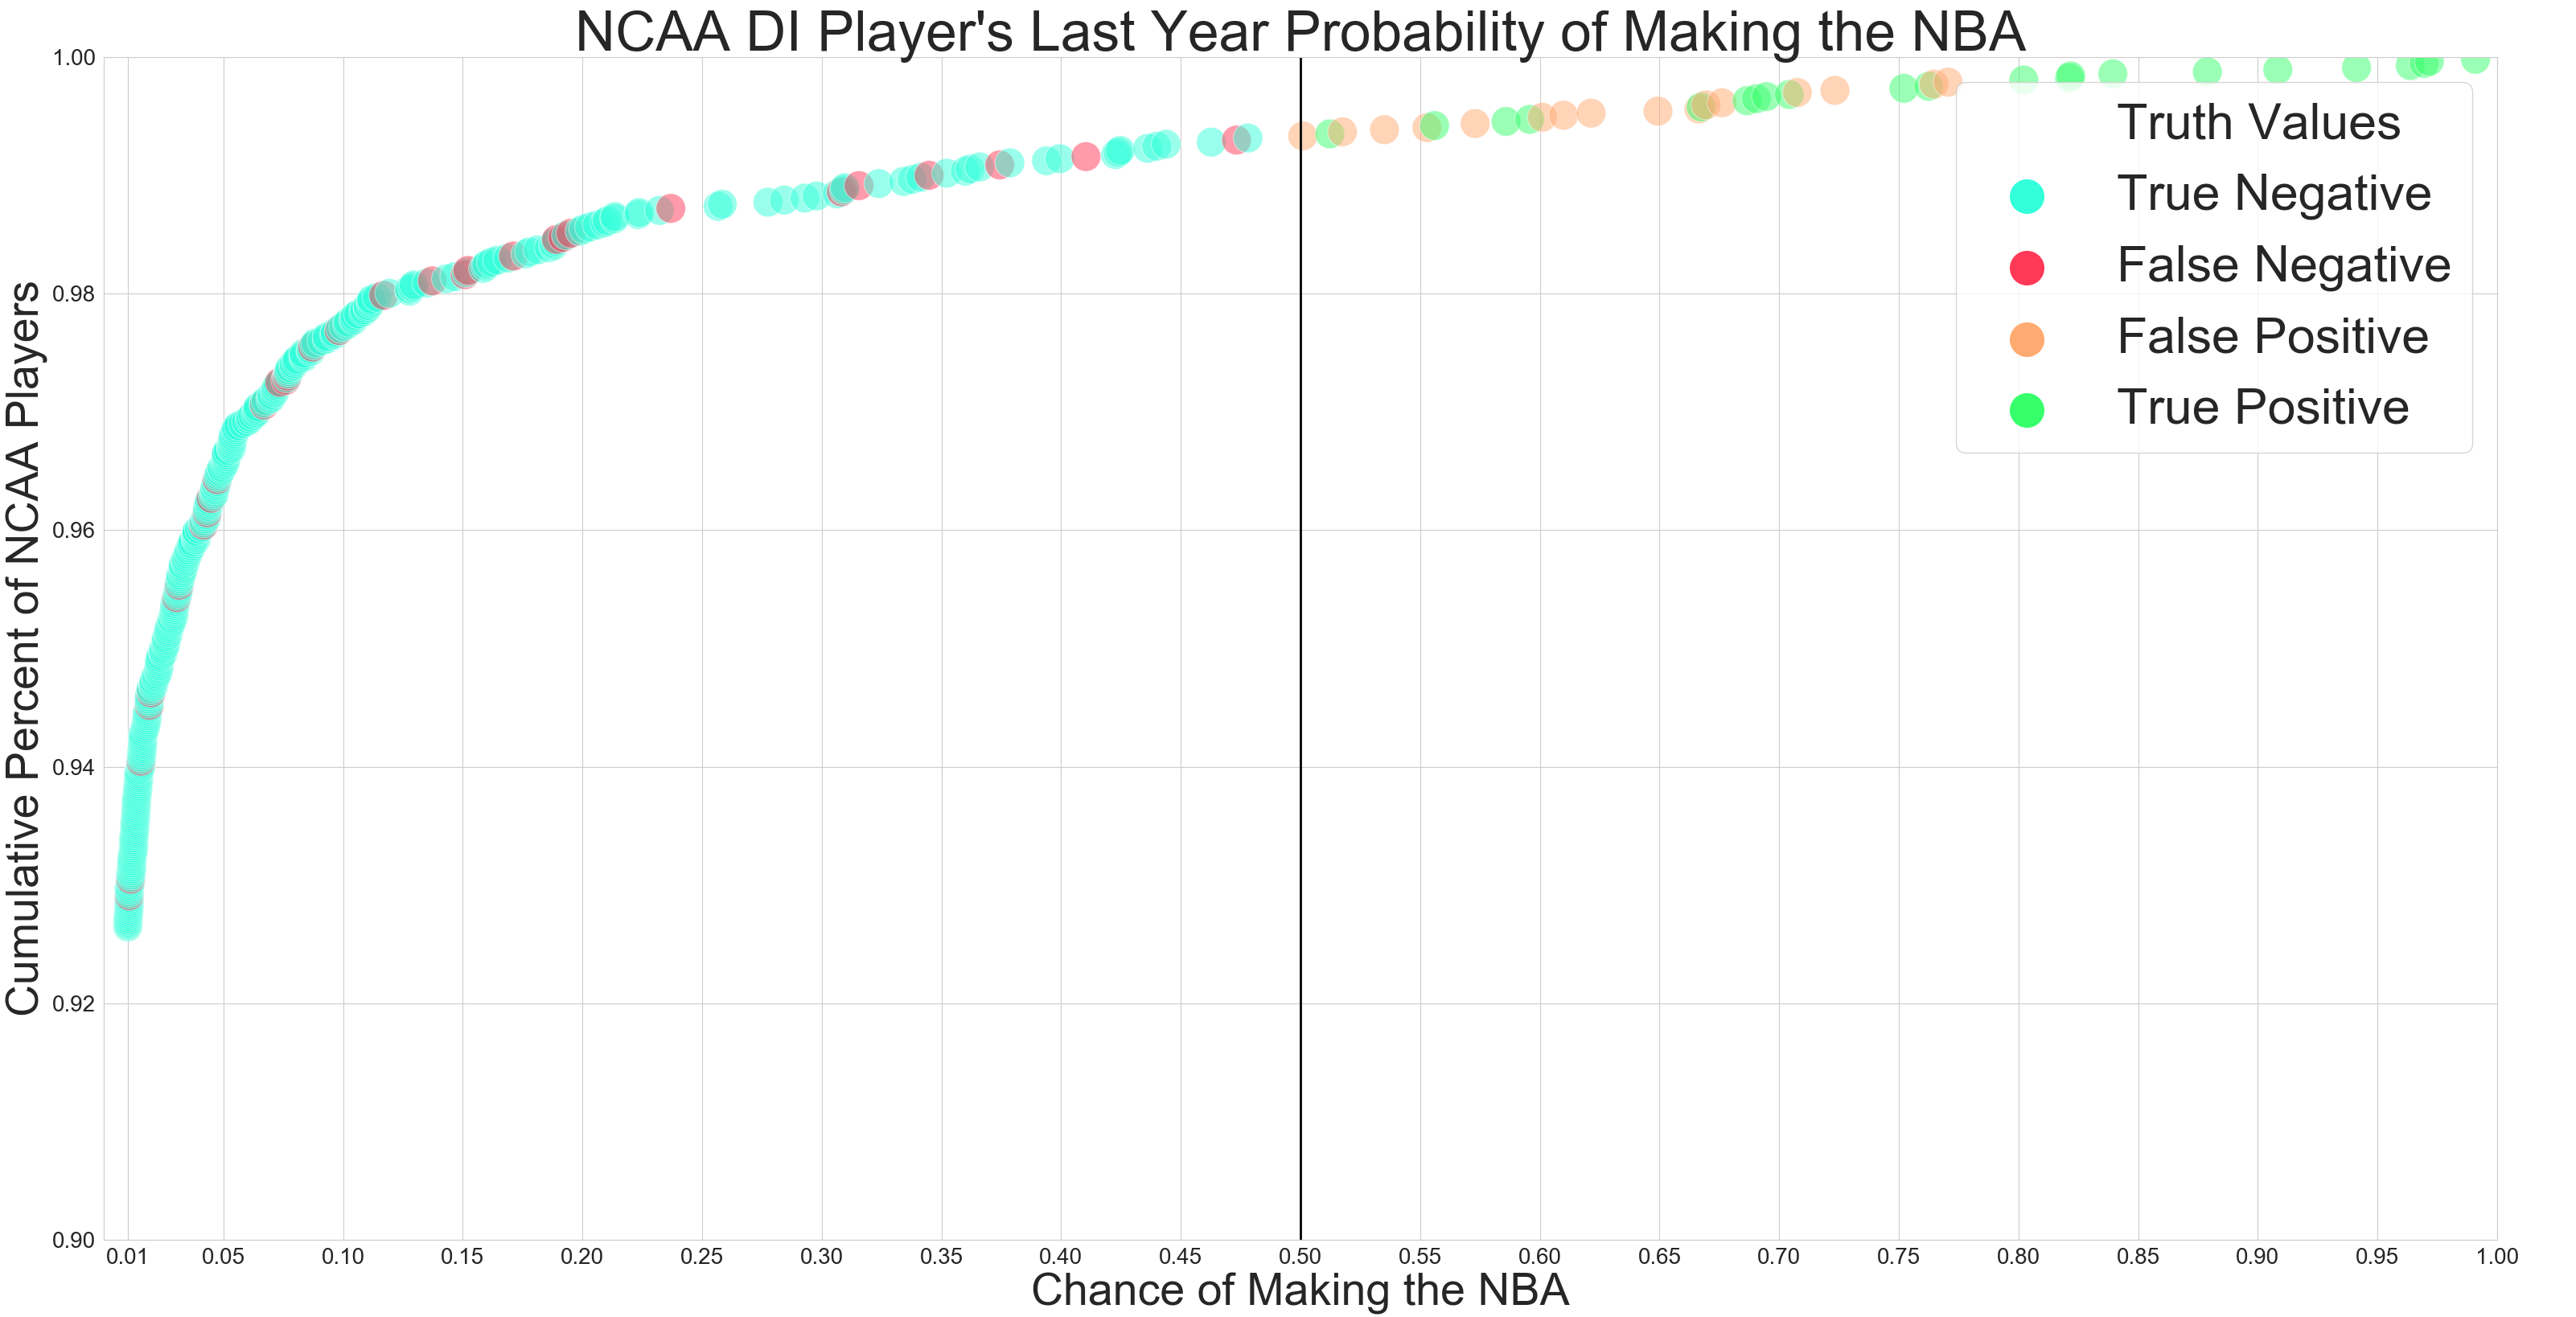 NCAA DI Player's Last Year Probability of Making the NBA
1.00
0.98
0.96
0.94
0.92
0.90
Cumulative Percent of NCAA Players
Truth Values
True Negative
False Negative
False Positive
True Positive
0.01 0.05 0.10 0.15 0.20 0.25 0.30 0.35 0.40 0.45 0.50 0.55 0.60 0.65 0.70 0.75 0.80 0.85 0.90 0.95 1.00
Chance of Making the NBA